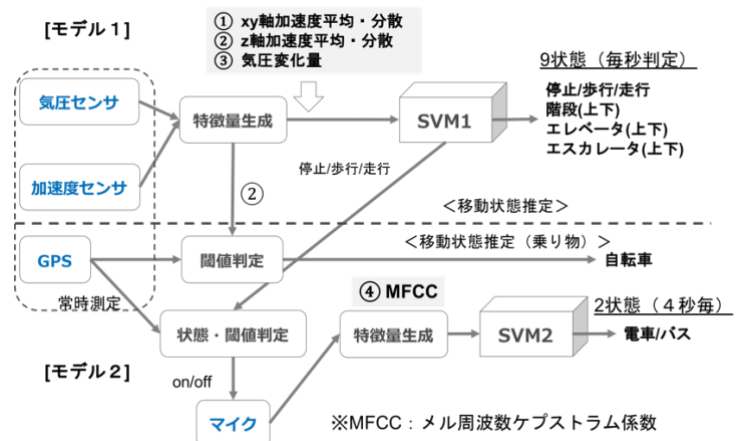 [モデル１]
① xy軸加速度平均・分散
② z軸加速度平均・分散
③ 気圧変化量
9状態（毎秒判定）
停止/歩行/走行
階段(上下)
エレベータ(上下)
エスカレータ(上下)
気圧センサ
特徴量生成
SVM1
加速度センサ
②
停止/歩行/走行
＜移動状態推定＞
＜移動状態推定（乗り物）＞
GPS
閾値判定
自転車
常時測定
④ MFCC
2状態（４秒毎）
状態・閾値判定
特徴量生成
SVM2
電車/バス
[モデル２]
on/off
マイク
※MFCC：メル周波数ケプストラム係数